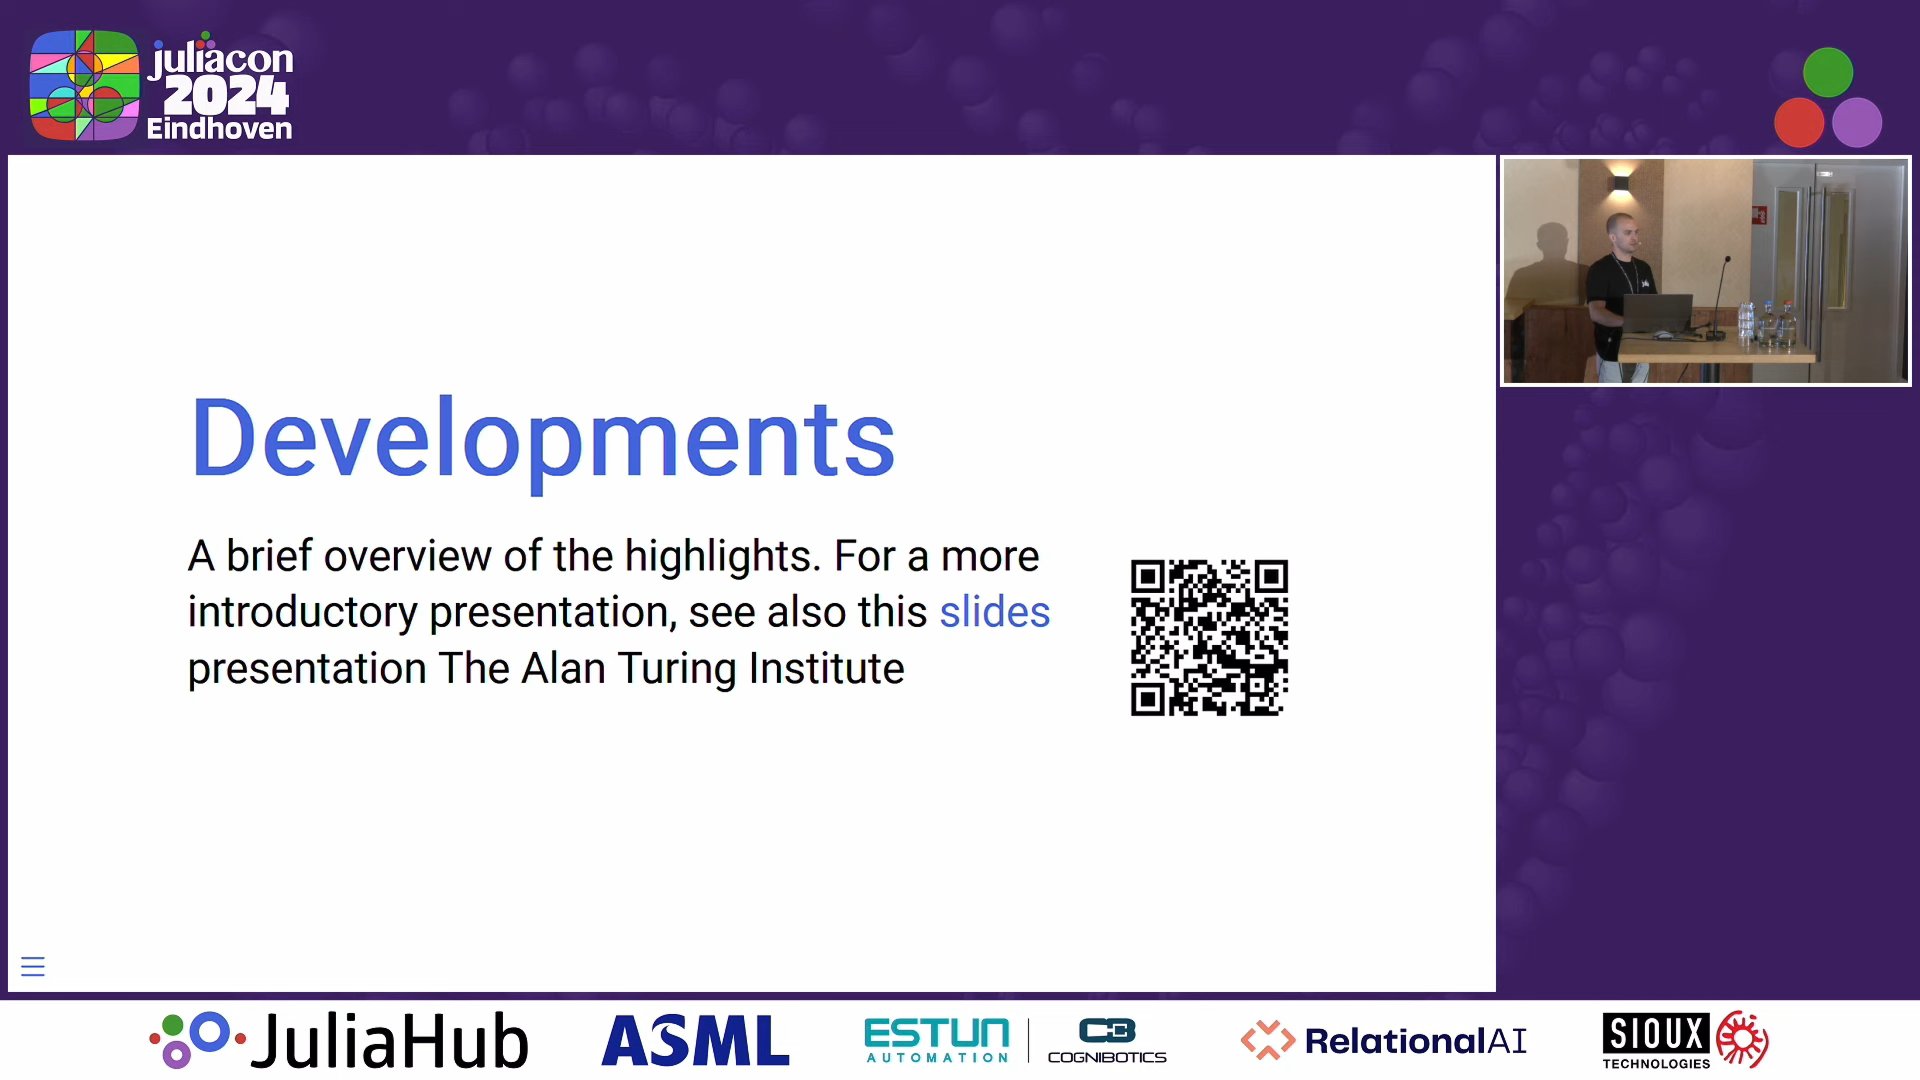 juliacon
2024
Eindhoven
Developments
A brief overview of the highlights. For a more
introductory presentation, see also this slides
presentation The Alan Turing Institute
JuliaHub
ASML
ESTUN
AUTOMATION
COGNIBOTICS
RelationalAI
SIOUX
TECHNOLOGIES